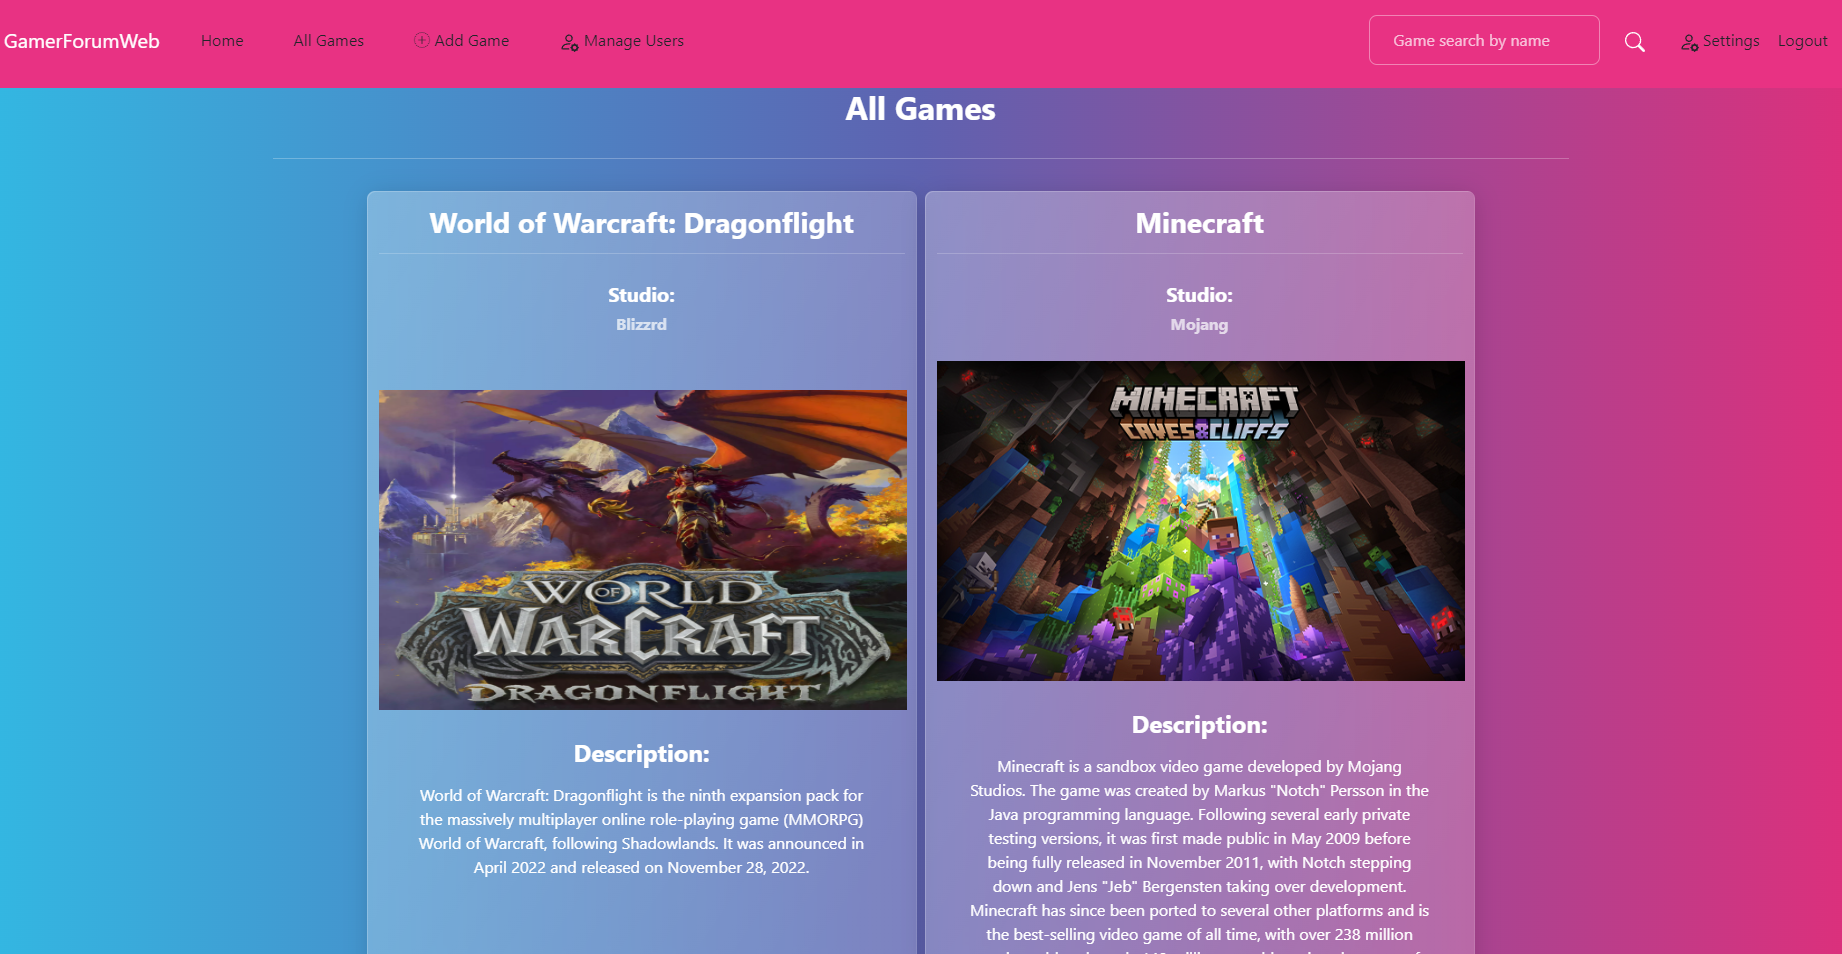 GamerForumWeb Home All Games Add Game Manage Users Game search by name Settings Logout
All Games
World of Warcraft: Dragonflight
Studio:
Blizzrd
WORLD
OF
WARCRAFT
DRAGONFLIGHT
Description:
World of Warcraft: Dragonflight is the ninth expansion pack for
the massively multiplayer online role-playing game (MMORPG)
World of Warcraft, following Shadowlands. It was announced in
April 2022 and released on November 28, 2022.
Minecraft
Studio:
Mojang
MINECRAFT
CAVES & CLIFFS
Description:
Minecraft is a sandbox video game developed by Mojang
Studios. The game was created by Markus "Notch" Persson in the
Java programming language. Following several early private
testing versions, it was first made public in May 2009 before
being fully released in November 2011, with Notch stepping
down and Jens "Jeb" Bergensten taking over development.
Minecraft has since been ported to several other platforms and is
the best-selling video game of all time, with over 238 million